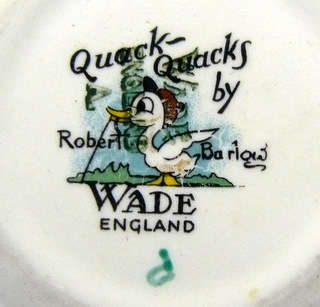 Quack-
Quacks
by
Robert Barlow
WADE
ENGLAND